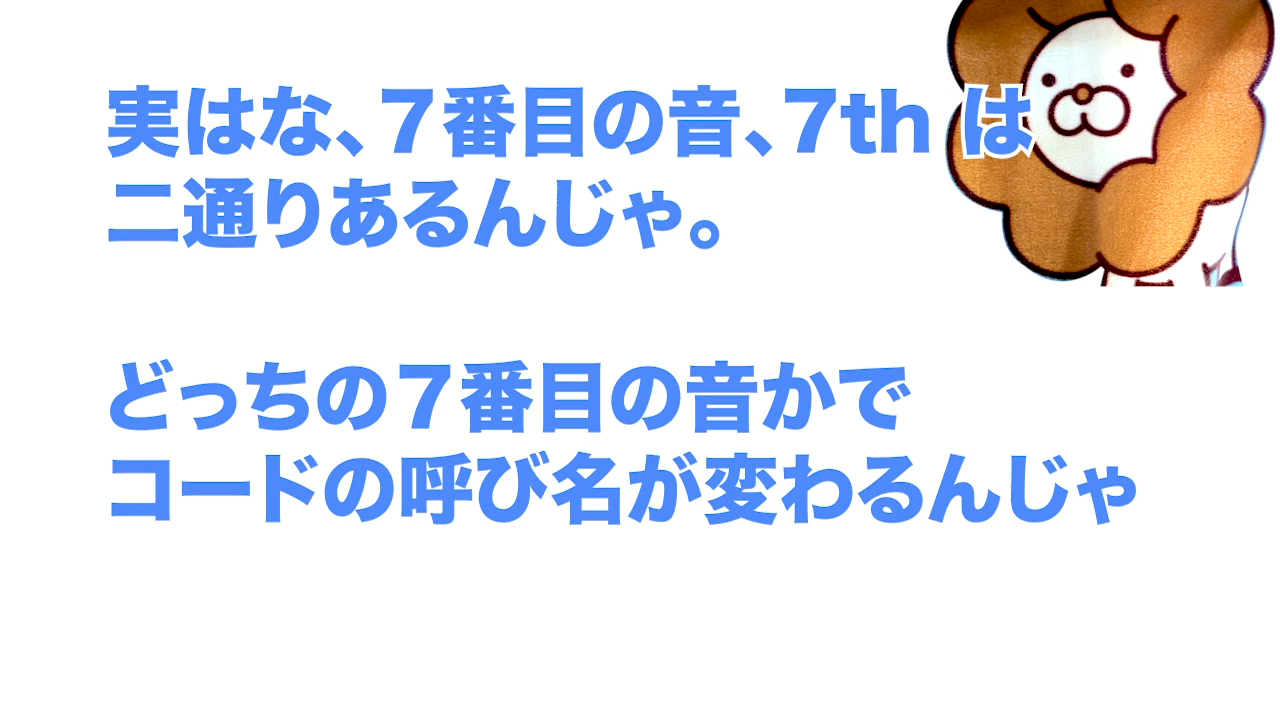 実はな、７番目の音、7th は
二通りあるんじゃ。
どっちの７番目の音かで
コードの呼び名が変わるんじゃ